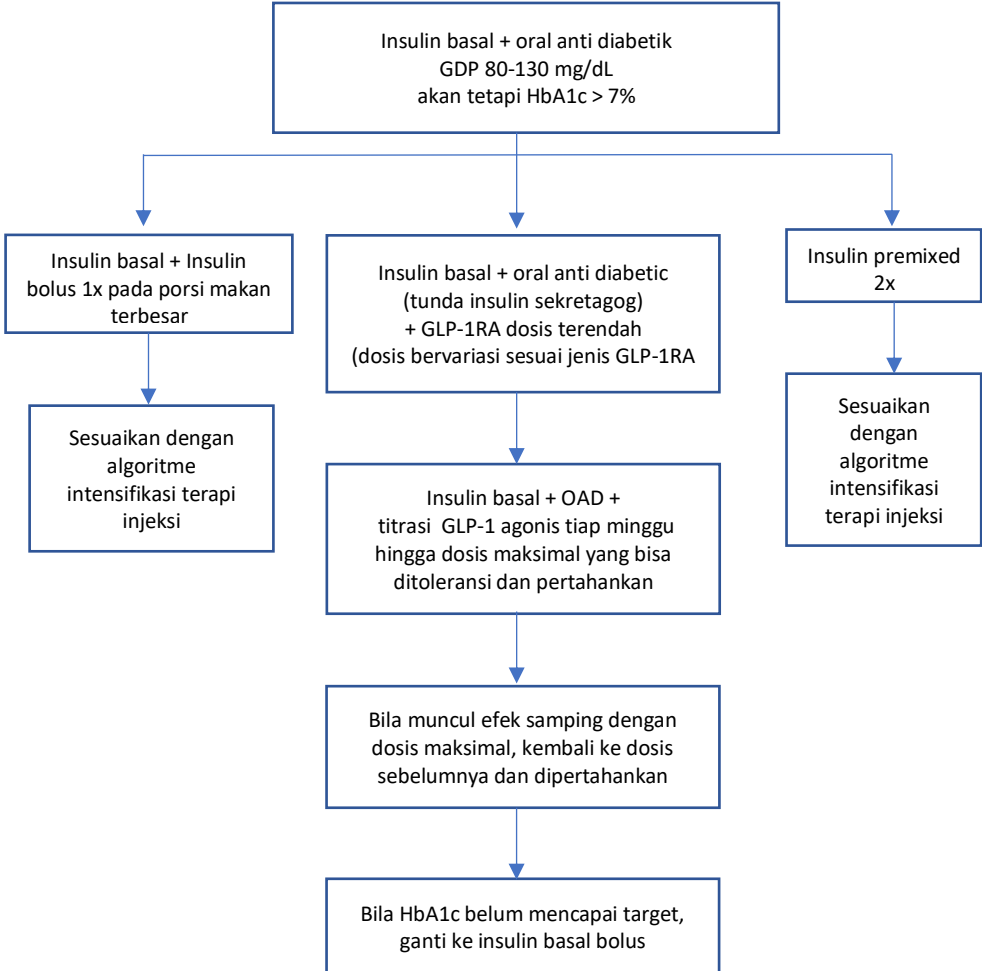 Insulin basal + oral anti diabetik
GDP 80-130 mg/dL
akan tetapi HbA1c > 7%
Insulin basal + Insulin
bolus 1x pada porsi makan
terbesar
Sesuaikan dengan
algoritme
intensifikasi terapi
injeksi
Insulin basal + oral anti diabetic
(tunda insulin sekretagog)
+ GLP-1RA dosis terendah
(dosis bervariasi sesuai jenis GLP-1RA
Insulin basal + OAD +
titrasi GLP-1 agonis tiap minggu
hingga dosis maksimal yang bisa
ditoleransi dan pertahankan
Bila muncul efek samping dengan
dosis maksimal, kembali ke dosis
sebelumnya dan dipertahankan
Bila HbA1c belum mencapai target,
ganti ke insulin basal bolus
Insulin premixed
2x
Sesuaikan
dengan
algoritme
intensifikasi
terapi injeksi